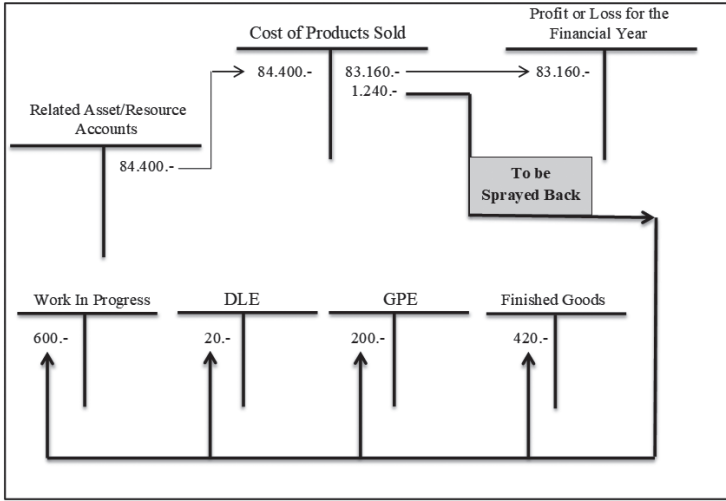 Profit or Loss for the
Financial Year
Cost of Products Sold
84.400.-
83.160.-
83.160.-
1.240.-
Related Asset/Resource
Accounts
84.400.-
To be
Sprayed Back
Work In Progress
DLE
GPE
Finished Goods
600.-
20.-
200.-
420.-